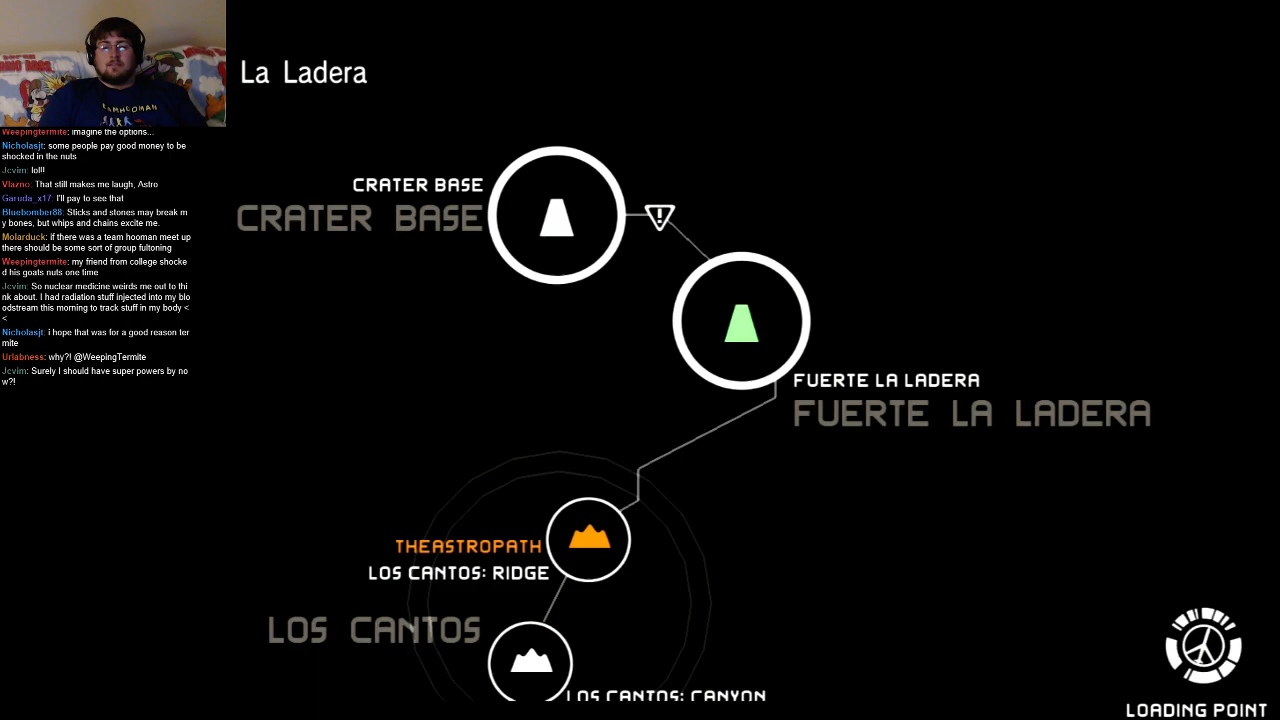 La Ladera
Weepingtermite: imagine the options...
Nicholasjt: some people pay good money to be
shocked in the nuts
Jcvim: lol!!
Vlazno: That still makes me laugh, Astro
Garuda_x17: I'll pay to see that
Bluebomber88: Sticks and stones may break m
y bones, but whips and chains excite me.
Molarduck: if there was a team hooman meet up
there should be some sort of group fultoning
Weepingtermite: my friend from college shocke
d his goats nuts one time
Jcvim: So nuclear medicine weirds me out to thi
nk about. I had radiation stuff injected into my blo
odstream this morning to track stuff in my body <
<
Nicholasjt: i hope that was for a good reason ter
mite
Urlabness: why?! @WeepingTermite
Jcvim: Surely I should have super powers by no
w?!
CRATER BASE
CRATER BASE
FUERTE LA LADERA
FUERTE LA LADERA
THEASTROPATH
LOS CANTOS: RIDGE
LOS CANTOS
LOS CANTOS: CANYON
LOADING POINT